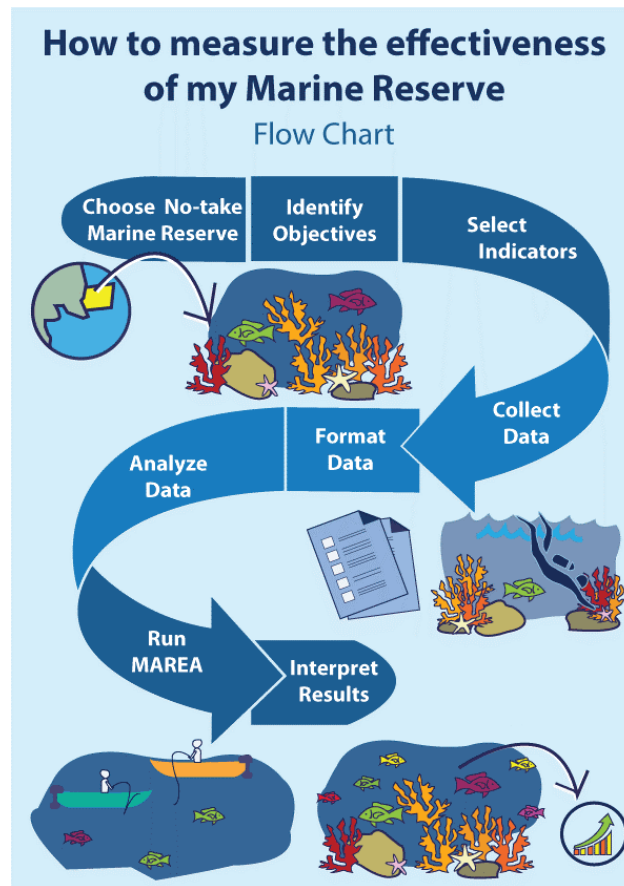 How to measure the effectiveness
of my Marine Reserve
Flow Chart
Choose No-take
Marine Reserve
Identify
Objectives
Select
Indicators
Collect
Data
Format
Data
Analyze
Data
Run
MAREA
Interpret
Results